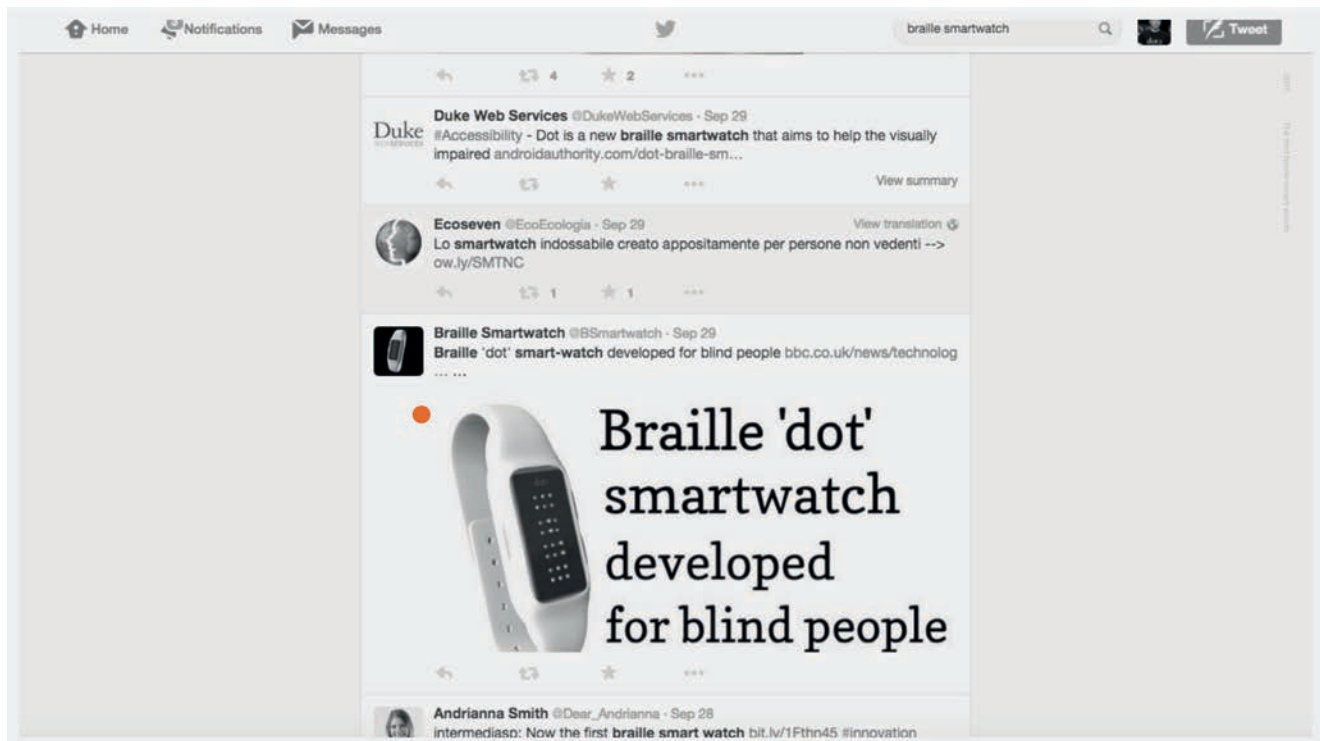 Home Notifications Messages braille smartwatch Tweet
4 2
Duke Web Services @DukeWebServices · Sep 29
Duke
#Accessibility - Dot is a new braille smartwatch that aims to help the visually
impaired androidauthority.com/dot-braille-sm...
View summary
Ecoseven @EcoEcologia · Sep 29 View translation
Lo smartwatch indossabile creato appositamente per persone non vedenti -->
ow.ly/SMTNC
1 1
Braille Smartwatch @BSmartwatch · Sep 29
Braille 'dot' smart-watch developed for blind people bbc.co.uk/news/technolog
... ...
Braille 'dot'
smartwatch
developed
for blind people
Andrianna Smith @Dear_Andrianna · Sep 28
intermediasp: Now the first braille smart watch bit.ly/1Fthn45 #innovation